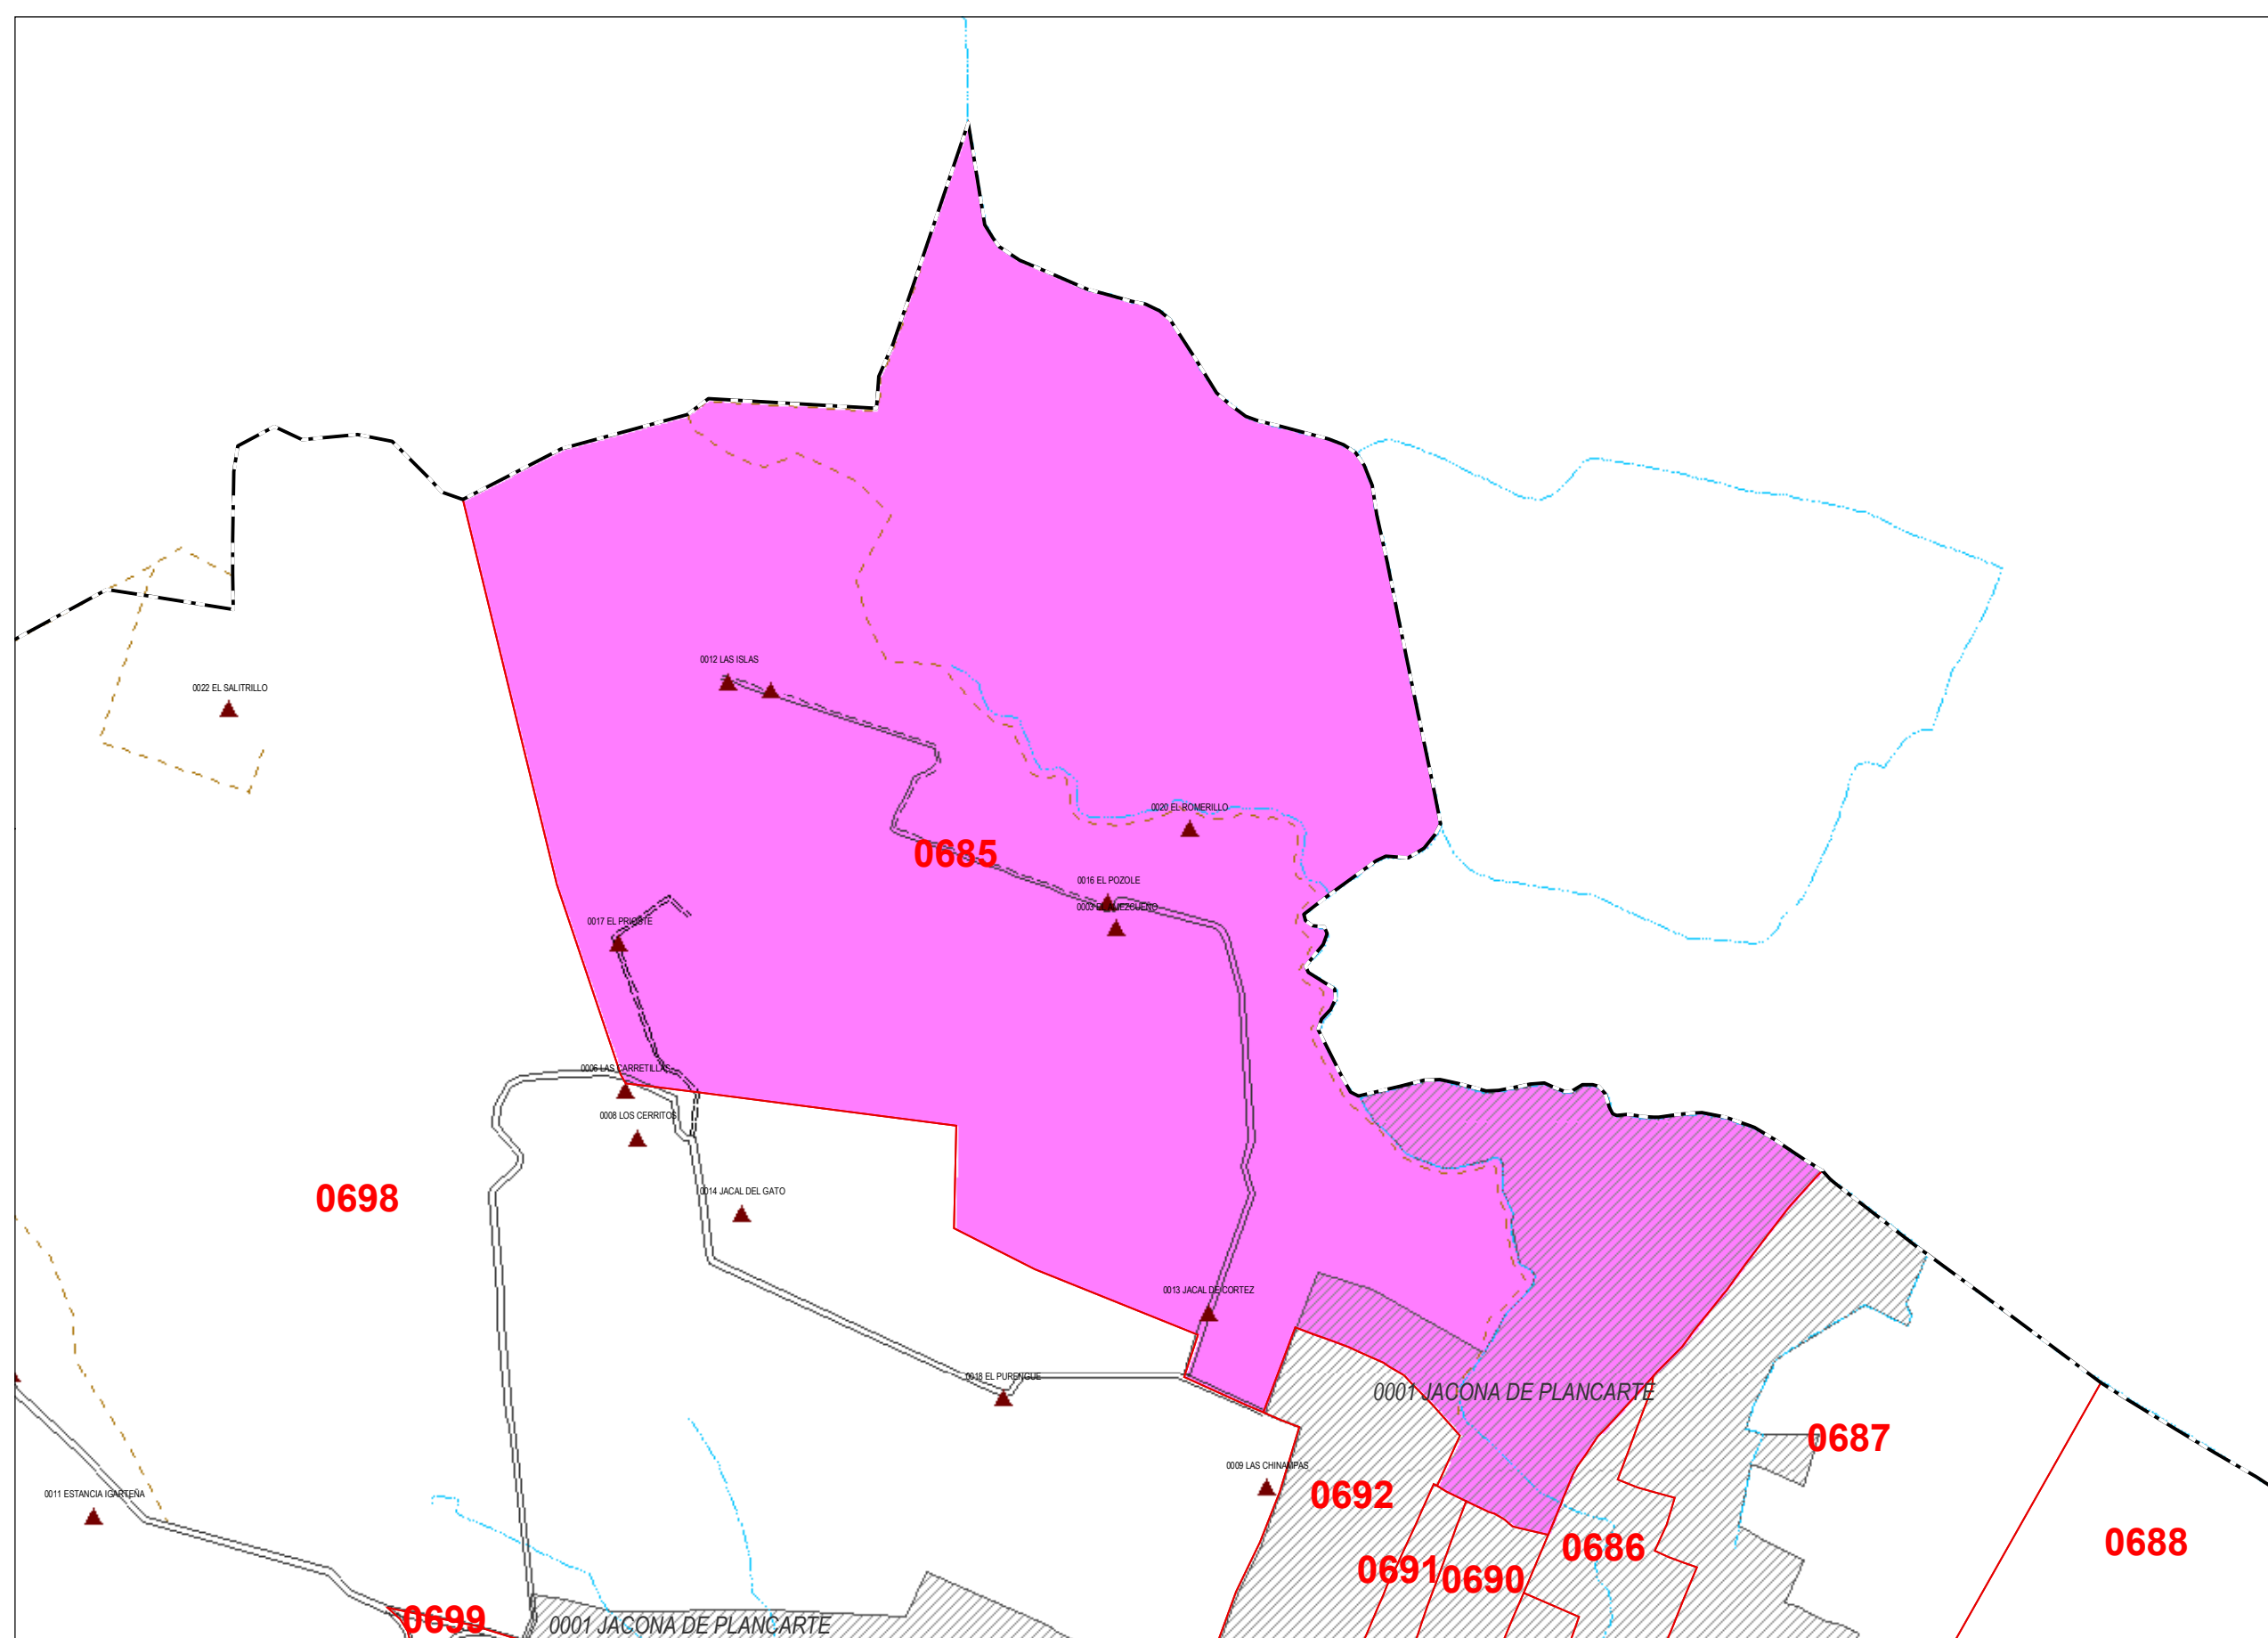 0012 LAS ISLAS
0022 EL SALITRILLO
0020 EL ROMERILLO
0685
0016 EL POZOLE
0003
0017 EL PRIOSTE
0006 LAS CARRETILLAS
0008 LOS CERRITOS
0014 JACAL DEL GATO
0698
0013 JACAL DE CORTEZ
0018 EL PURENGUE
0001 JACONA DE PLANCARTE
0687
0009 LAS CHINAMPAS
0692
0011 ESTANCIA IGARTEÑA
0688
0686
0691
0690
0699
0001 JACONA DE PLANCARTE